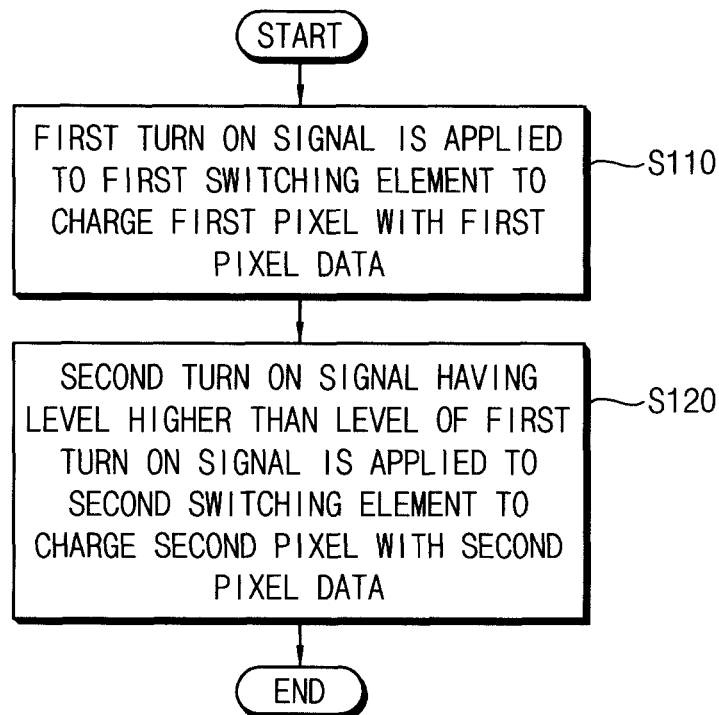 START
FIRST TURN ON SIGNAL IS APPLIED
TO FIRST SWITCHING ELEMENT TO
CHARGE FIRST PIXEL WITH FIRST
PIXEL DATA
S110
SECOND TURN ON SIGNAL HAVING
LEVEL HIGHER THAN LEVEL OF FIRST
TURN ON SIGNAL IS APPLIED TO
SECOND SWITCHING ELEMENT TO
CHARGE SECOND PIXEL WITH SECOND
PIXEL DATA
S120
END